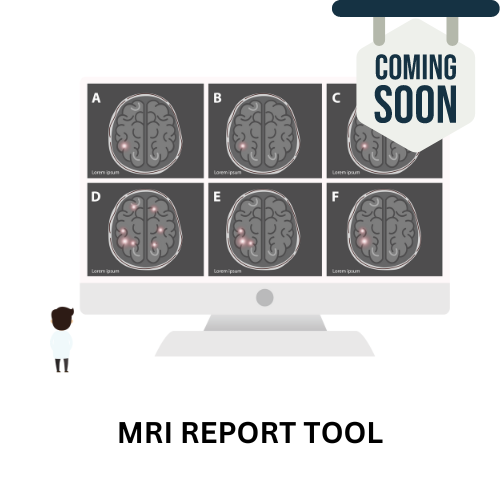 COMING
SOON
A
B
C
Lorem ipsum
Lorem ipsum
Lorem ipsum
D
E
F
Lorem ipsum
Lorem ipsum
Lorem ipsum
MRI REPORT TOOL